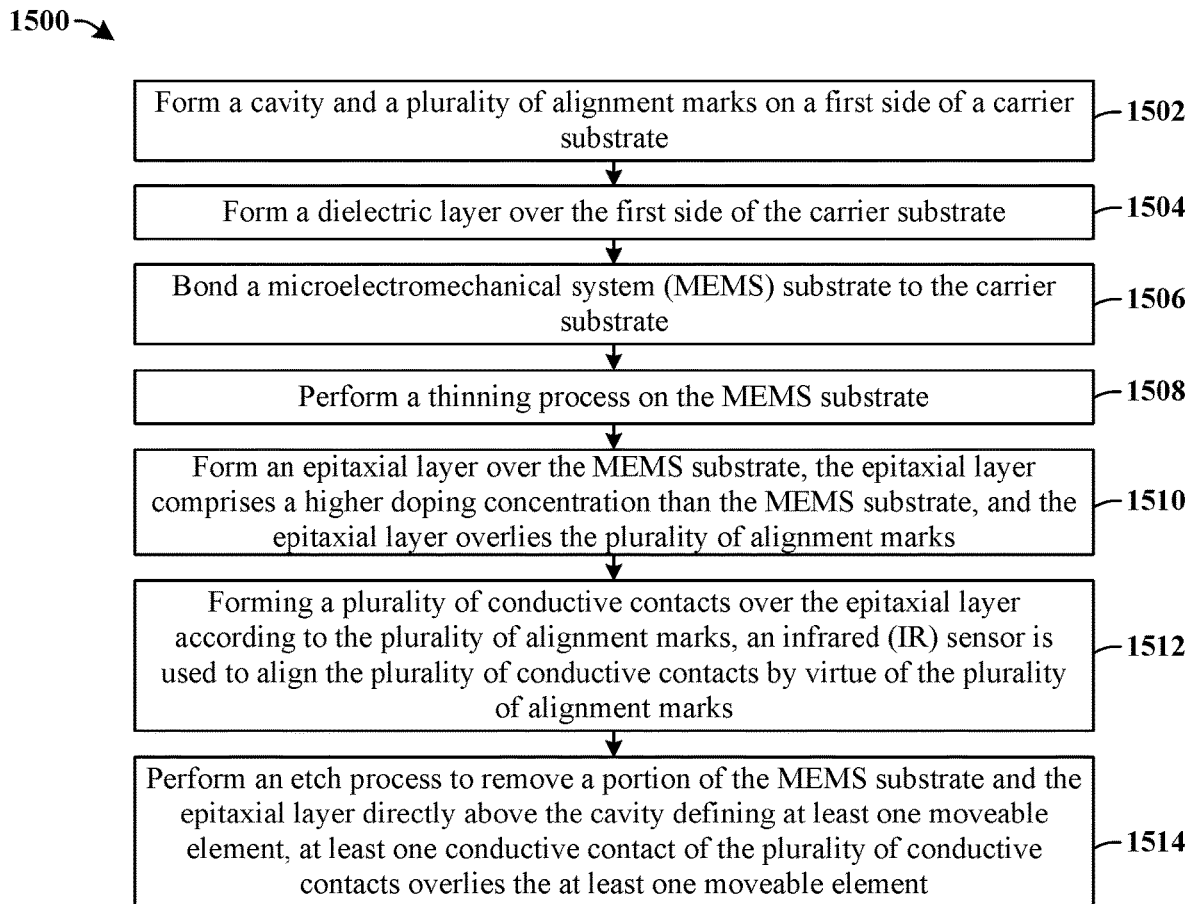 1500
Form a cavity and a plurality of alignment marks on a first side of a carrier
substrate
1502
Form a dielectric layer over the first side of the carrier substrate
1504
Bond a microelectromechanical system (MEMS) substrate to the carrier
substrate
1506
Perform a thinning process on the MEMS substrate
1508
Form an epitaxial layer over the MEMS substrate, the epitaxial layer
comprises a higher doping concentration than the MEMS substrate, and the
epitaxial layer overlies the plurality of alignment marks
1510
Forming a plurality of conductive contacts over the epitaxial layer
according to the plurality of alignment marks, an infrared (IR) sensor is
used to align the plurality of conductive contacts by virtue of the plurality
of alignment marks
1512
Perform an etch process to remove a portion of the MEMS substrate and the
epitaxial layer directly above the cavity defining at least one moveable
element, at least one conductive contact of the plurality of conductive
contacts overlies the at least one moveable element
1514